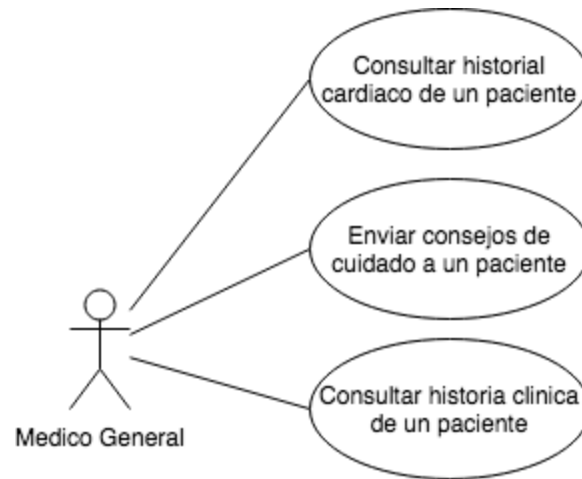 Consultar historial
cardiaco de un paciente
Enviar consejos de
cuidado a un paciente
Consultar historia clinica
de un paciente
Medico General